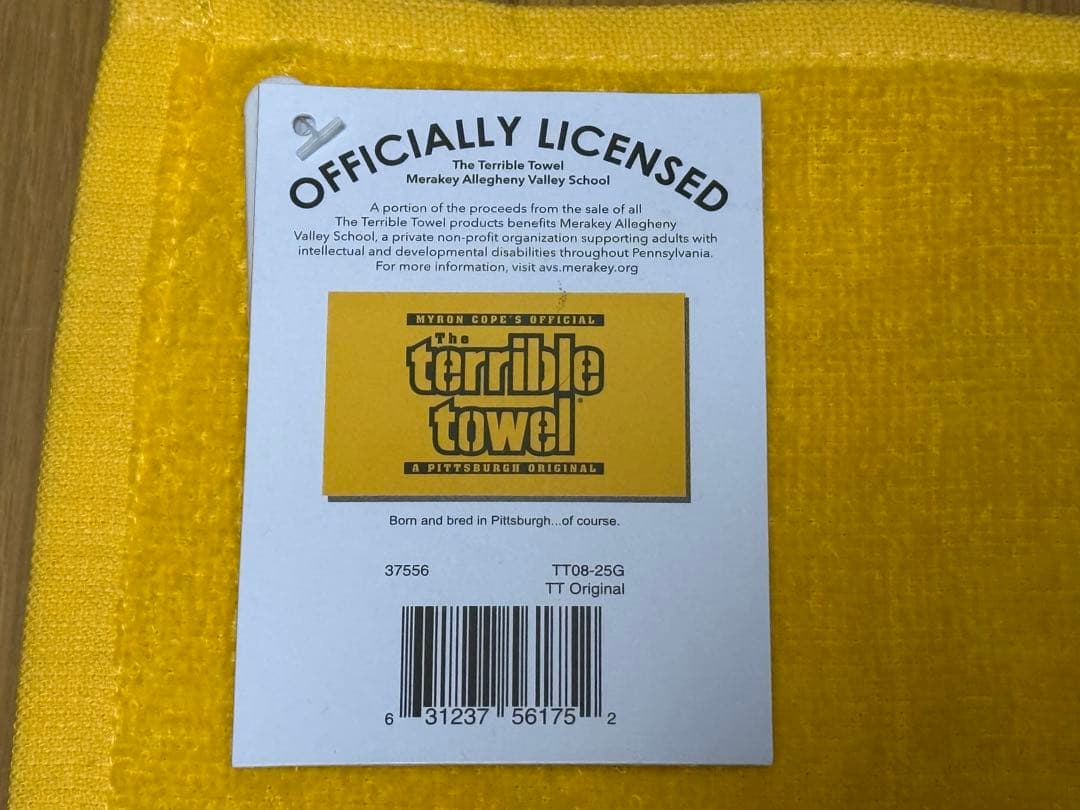 OFFICIALLY LICENSED
The Terrible Towel
Merakey Allegheny Valley School
A portion of the proceeds from the sale of all
The Terrible Towel products benefits Merakey Allegheny
Valley School, a private non-profit organization supporting adults with
intellectual and developmental disabilities throughout Pennsylvania.
For more information, visit avs.merakey.org
MYRON COPE'S OFFICIAL
The
terrible
towel®
A PITTSBURGH ORIGINAL
Born and bred in Pittsburgh...of course.
37556 TT08-25G
TT Original
6 31237 56175 2